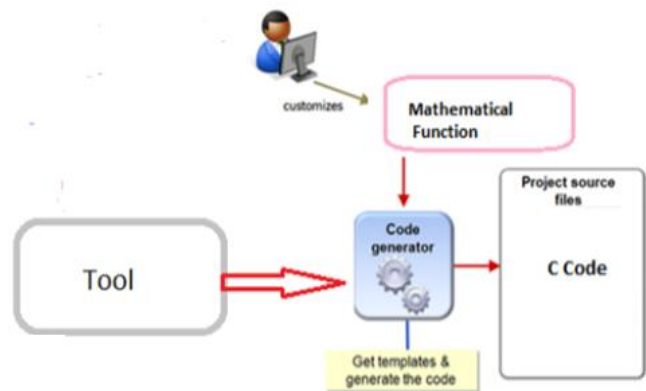 customizes
Mathematical
Function
Project source
files
C Code
Code
generator
Tool
Get templates &
generate the code